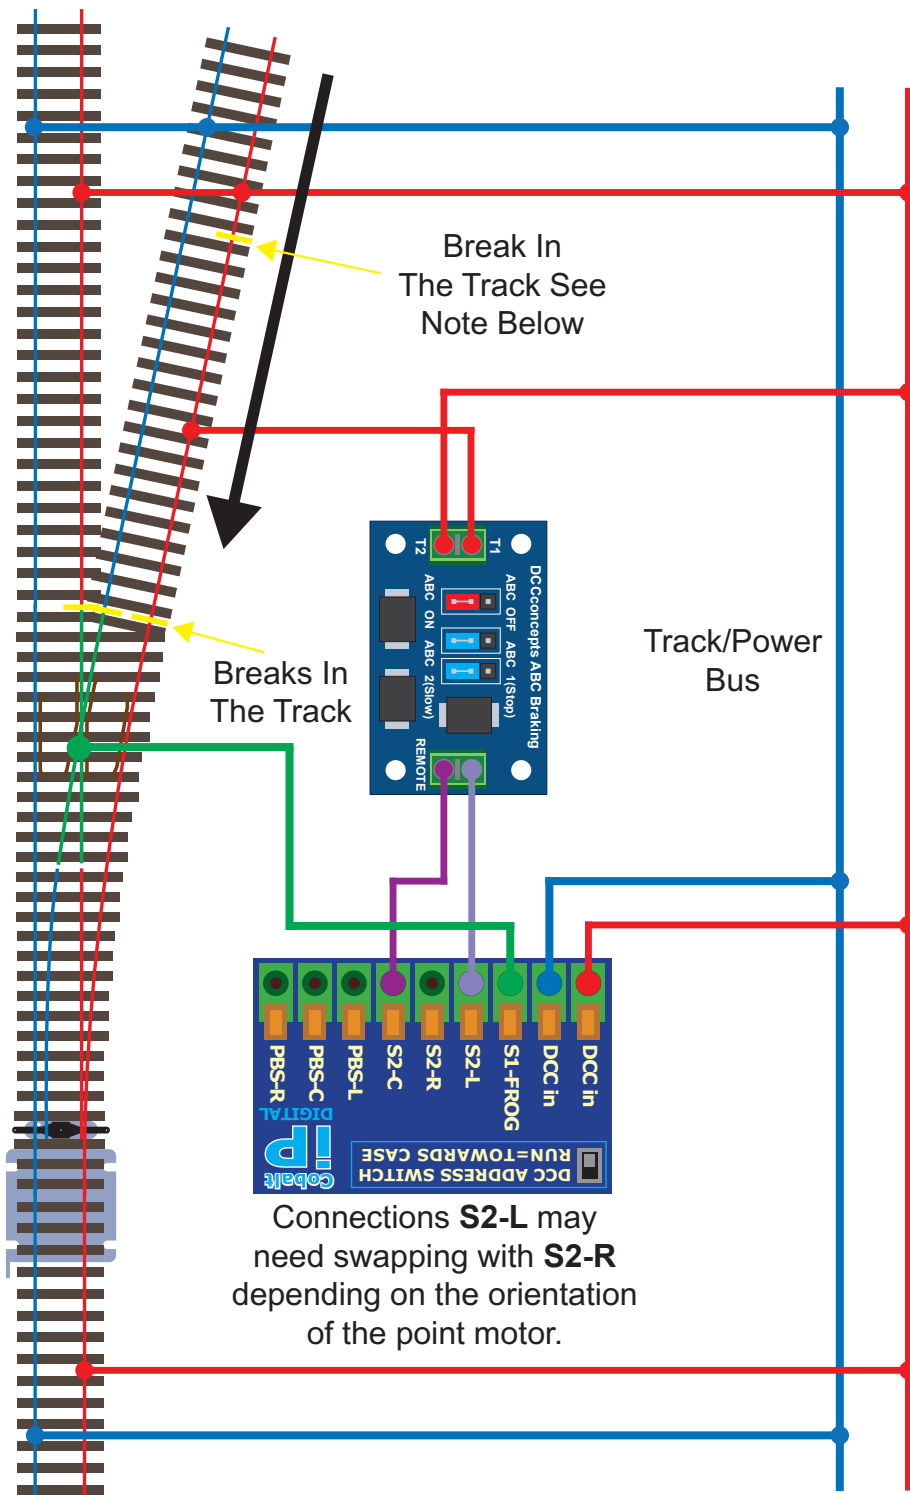 Break In
The Track See
Note Below
T2
T1
DCCconcepts ABC Braking
ABC ON
ABC OFF
ABC 2(Slow)
ABC 1(Stop)
REMOTE
Track/Power
Bus
Breaks In
The Track
PBS-R
PBS-C
PBS-L
S2-C
S2-R
S2-L
S1-FROG
DCC in
DCC in
Cobalt
iP
DIGITAL
DCC ADDRESS SWITCH
RUN=TOWARDS CASE
Connections S2-L may
need swapping with S2-R
depending on the orientation
of the point motor.